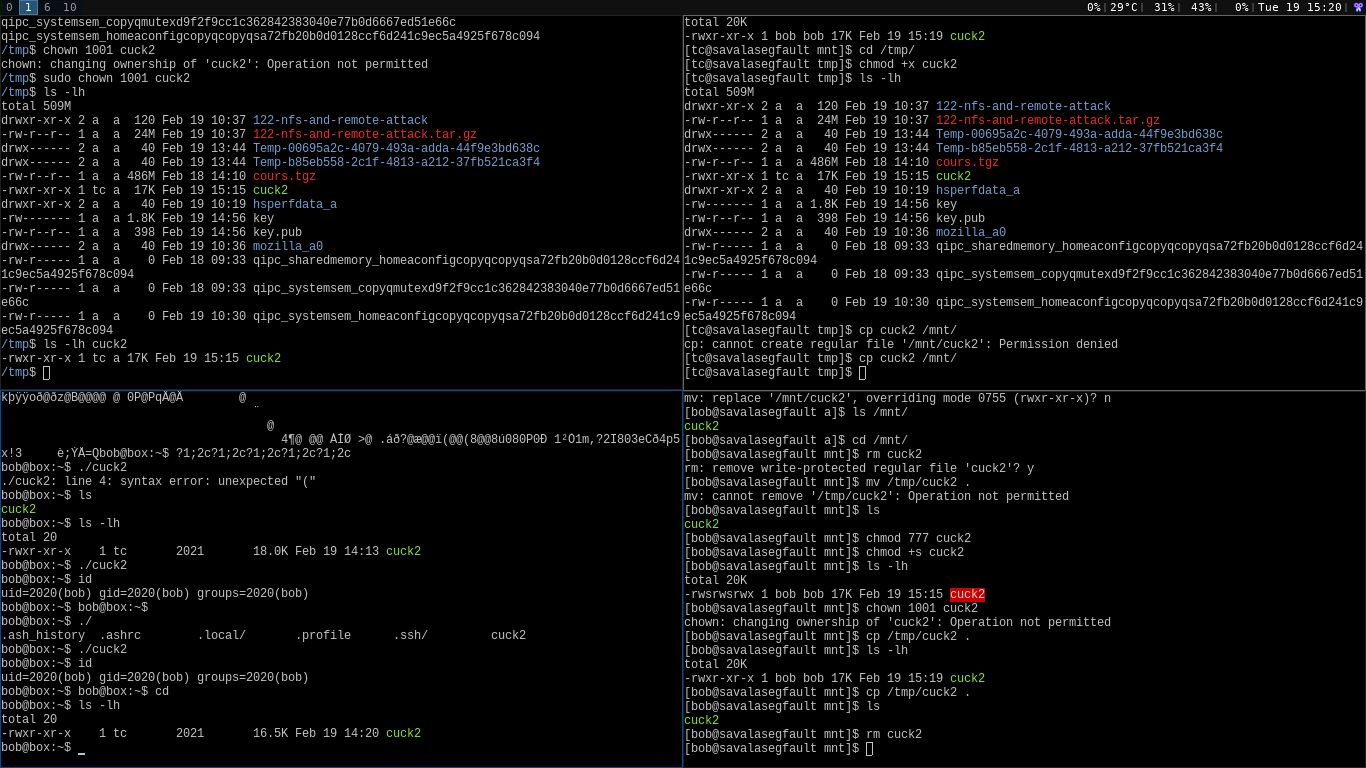 0 1 6 10
0%| 29°C| 31%| 43%| 0%|Tue 19 15:20|
qipc_systemsem_copyqmutexd9f2f9cc1c362842383040e77b0d6667ed51e66c
qipc_systemsem_homeaconfigcopyqcopyqsa72fb20b0d0128ccf6d241c9ec5a4925f678c094
/tmp$ chown 1001 cuck2
chown: changing ownership of 'cuck2': Operation not permitted
/tmp$ sudo chown 1001 cuck2
/tmp$ ls -lh
total 509M
drwxr-xr-x 2 a  a  120 Feb 19 10:37 122-nfs-and-remote-attack
-rw-r--r-- 1 a  a  24M Feb 19 10:37 122-nfs-and-remote-attack.tar.gz
drwx------ 2 a  a   40 Feb 19 13:44 Temp-00695a2c-4079-493a-adda-44f9e3bd638c
drwx------ 2 a  a   40 Feb 19 13:44 Temp-b85eb558-2c1f-4813-a212-37fb521ca3f4
-rw-r--r-- 1 a  a 486M Feb 18 14:10 cours.tgz
-rwxr-xr-x 1 tc a  17K Feb 19 15:15 cuck2
drwxr-xr-x 2 a  a   40 Feb 19 10:19 hsperfdata_a
-rw------- 1 a  a 1.8K Feb 19 14:56 key
-rw-r--r-- 1 a  a  398 Feb 19 14:56 key.pub
drwx------ 2 a  a   40 Feb 19 10:36 mozilla_a0
-rw-r----- 1 a  a    0 Feb 18 09:33 qipc_sharedmemory_homeaconfigcopyqcopyqsa72fb20b0d0128ccf6d24
1c9ec5a4925f678c094
-rw-r----- 1 a  a    0 Feb 18 09:33 qipc_systemsem_copyqmutexd9f2f9cc1c362842383040e77b0d6667ed51
e66c
-rw-r----- 1 a  a    0 Feb 19 10:30 qipc_systemsem_homeaconfigcopyqcopyqsa72fb20b0d0128ccf6d241c9
ec5a4925f678c094
/tmp$ ls -lh cuck2
-rwxr-xr-x 1 tc a 17K Feb 19 15:15 cuck2
/tmp$
total 20K
-rwxr-xr-x 1 bob bob 17K Feb 19 15:19 cuck2
[tc@savalasegfault mnt]$ cd /tmp/
[tc@savalasegfault tmp]$ chmod +x cuck2
[tc@savalasegfault tmp]$ ls -lh
total 509M
drwxr-xr-x 2 a  a  120 Feb 19 10:37 122-nfs-and-remote-attack
-rw-r--r-- 1 a  a  24M Feb 19 10:37 122-nfs-and-remote-attack.tar.gz
drwx------ 2 a  a   40 Feb 19 13:44 Temp-00695a2c-4079-493a-adda-44f9e3bd638c
drwx------ 2 a  a   40 Feb 19 13:44 Temp-b85eb558-2c1f-4813-a212-37fb521ca3f4
-rw-r--r-- 1 a  a 486M Feb 18 14:10 cours.tgz
-rwxr-xr-x 1 tc a  17K Feb 19 15:15 cuck2
drwxr-xr-x 2 a  a   40 Feb 19 10:19 hsperfdata_a
-rw------- 1 a  a 1.8K Feb 19 14:56 key
-rw-r--r-- 1 a  a  398 Feb 19 14:56 key.pub
drwx------ 2 a  a   40 Feb 19 10:36 mozilla_a0
-rw-r----- 1 a  a    0 Feb 18 09:33 qipc_sharedmemory_homeaconfigcopyqcopyqsa72fb20b0d0128ccf6d24
1c9ec5a4925f678c094
-rw-r----- 1 a  a    0 Feb 18 09:33 qipc_systemsem_copyqmutexd9f2f9cc1c362842383040e77b0d6667ed51
e66c
-rw-r----- 1 a  a    0 Feb 19 10:30 qipc_systemsem_homeaconfigcopyqcopyqsa72fb20b0d0128ccf6d241c9
ec5a4925f678c094
[tc@savalasegfault tmp]$ cp cuck2 /mnt/
cp: cannot create regular file '/mnt/cuck2': Permission denied
[tc@savalasegfault tmp]$ cp cuck2 /mnt/
[tc@savalasegfault tmp]$
kþÿÿoð@ðz@B@@@@ @ 0P@PqÄ@Ä        @
¨
@
4¶@ @@ ÀÍØ >@ .áð?@æ@@ï(@@(8@@8ú080P0Ð 1²Ò1m,?2I803eCð4p5
x!3     è;ÝÄ=Qbob@box:~$ ?1;2c?1;2c?1;2c?1;2c?1;2c
bob@box:~$ ./cuck2
./cuck2: line 4: syntax error: unexpected "("
bob@box:~$ ls
cuck2
bob@box:~$ ls -lh
total 20
-rwxr-xr-x    1 tc       2021       18.0K Feb 19 14:13 cuck2
bob@box:~$ ./cuck2
bob@box:~$ id
uid=2020(bob) gid=2020(bob) groups=2020(bob)
bob@box:~$ bob@box:~$
bob@box:~$ ./
.ash_history  .ashrc        .local/       .profile      .ssh/         cuck2
bob@box:~$ ./cuck2
bob@box:~$ id
uid=2020(bob) gid=2020(bob) groups=2020(bob)
bob@box:~$ bob@box:~$ cd
bob@box:~$ ls -lh
total 20
-rwxr-xr-x    1 tc       2021       16.5K Feb 19 14:20 cuck2
bob@box:~$ _
mv: replace '/mnt/cuck2', overriding mode 0755 (rwxr-xr-x)? n
[bob@savalasegfault a]$ ls /mnt/
cuck2
[bob@savalasegfault a]$ cd /mnt/
[bob@savalasegfault mnt]$ rm cuck2
rm: remove write-protected regular file 'cuck2'? y
[bob@savalasegfault mnt]$ mv /tmp/cuck2 .
mv: cannot remove '/tmp/cuck2': Operation not permitted
[bob@savalasegfault mnt]$ ls
cuck2
[bob@savalasegfault mnt]$ chmod 777 cuck2
[bob@savalasegfault mnt]$ chmod +s cuck2
[bob@savalasegfault mnt]$ ls -lh
total 20K
-rwsrwsrwx 1 bob bob 17K Feb 19 15:15 cuck2
[bob@savalasegfault mnt]$ chown 1001 cuck2
chown: changing ownership of 'cuck2': Operation not permitted
[bob@savalasegfault mnt]$ cp /tmp/cuck2 .
[bob@savalasegfault mnt]$ ls -lh
total 20K
-rwxr-xr-x 1 bob bob 17K Feb 19 15:19 cuck2
[bob@savalasegfault mnt]$ cp /tmp/cuck2 .
[bob@savalasegfault mnt]$ ls
cuck2
[bob@savalasegfault mnt]$ rm cuck2
[bob@savalasegfault mnt]$